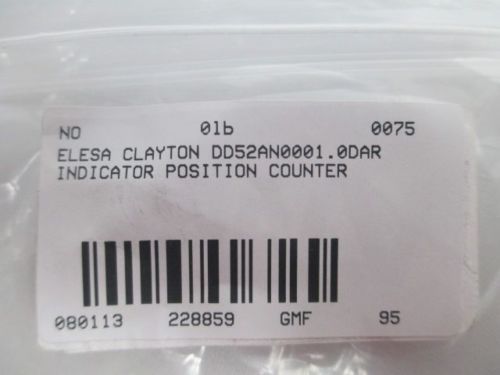 NO 01b 0075
ELESA CLAYTON DD52AN0001.0DAR
INDICATOR POSITION COUNTER
080113 228859 GMF 95